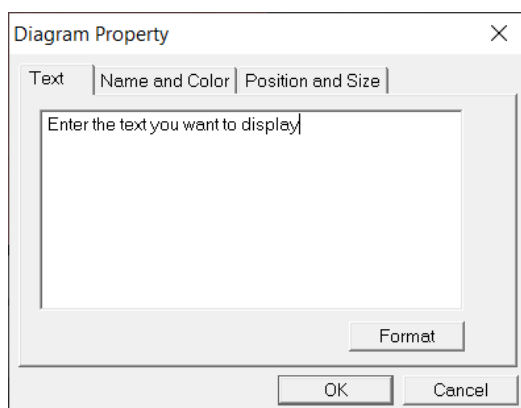 Diagram Property
Text Name and Color Position and Size
Enter the text you want to display
Format
OK Cancel